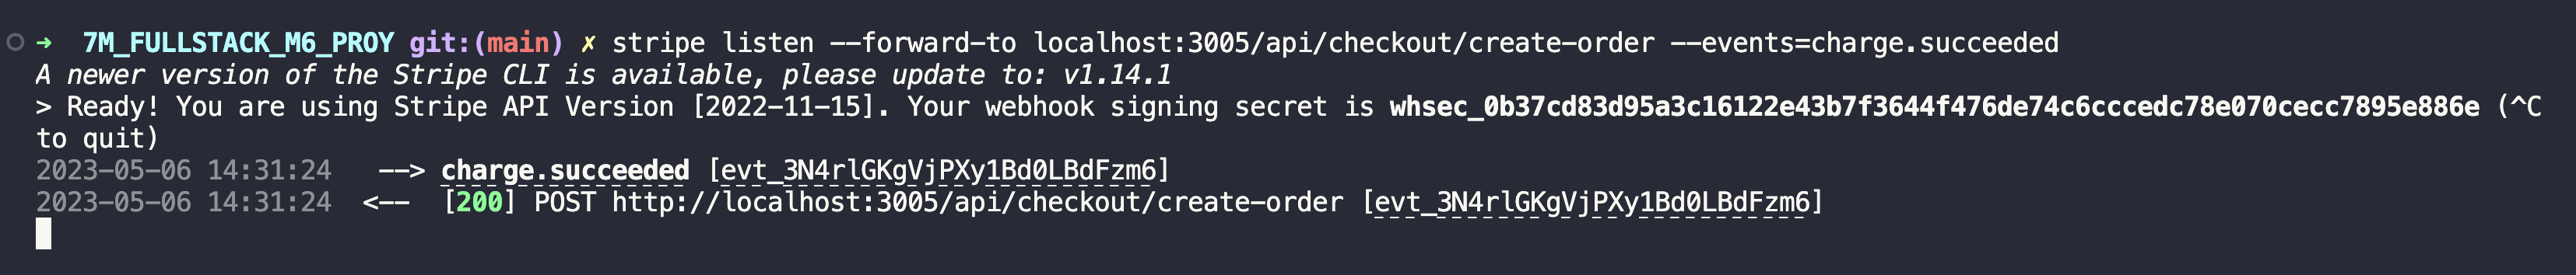 ➜  7M_FULLSTACK_M6_PROY git:(main) ✗ stripe listen --forward-to localhost:3005/api/checkout/create-order --events=charge.succeeded
A newer version of the Stripe CLI is available, please update to: v1.14.1
> Ready! You are using Stripe API Version [2022-11-15]. Your webhook signing secret is whsec_0b37cd83d95a3c16122e43b7f3644f476de74c6cccedc78e070cecc7895e886e (^C
to quit)
2023-05-06 14:31:24   --> charge.succeeded [evt_3N4rlGKgVjPXy1Bd0LBdFzm6]
2023-05-06 14:31:24  <--  [200] POST http://localhost:3005/api/checkout/create-order [evt_3N4rlGKgVjPXy1Bd0LBdFzm6]